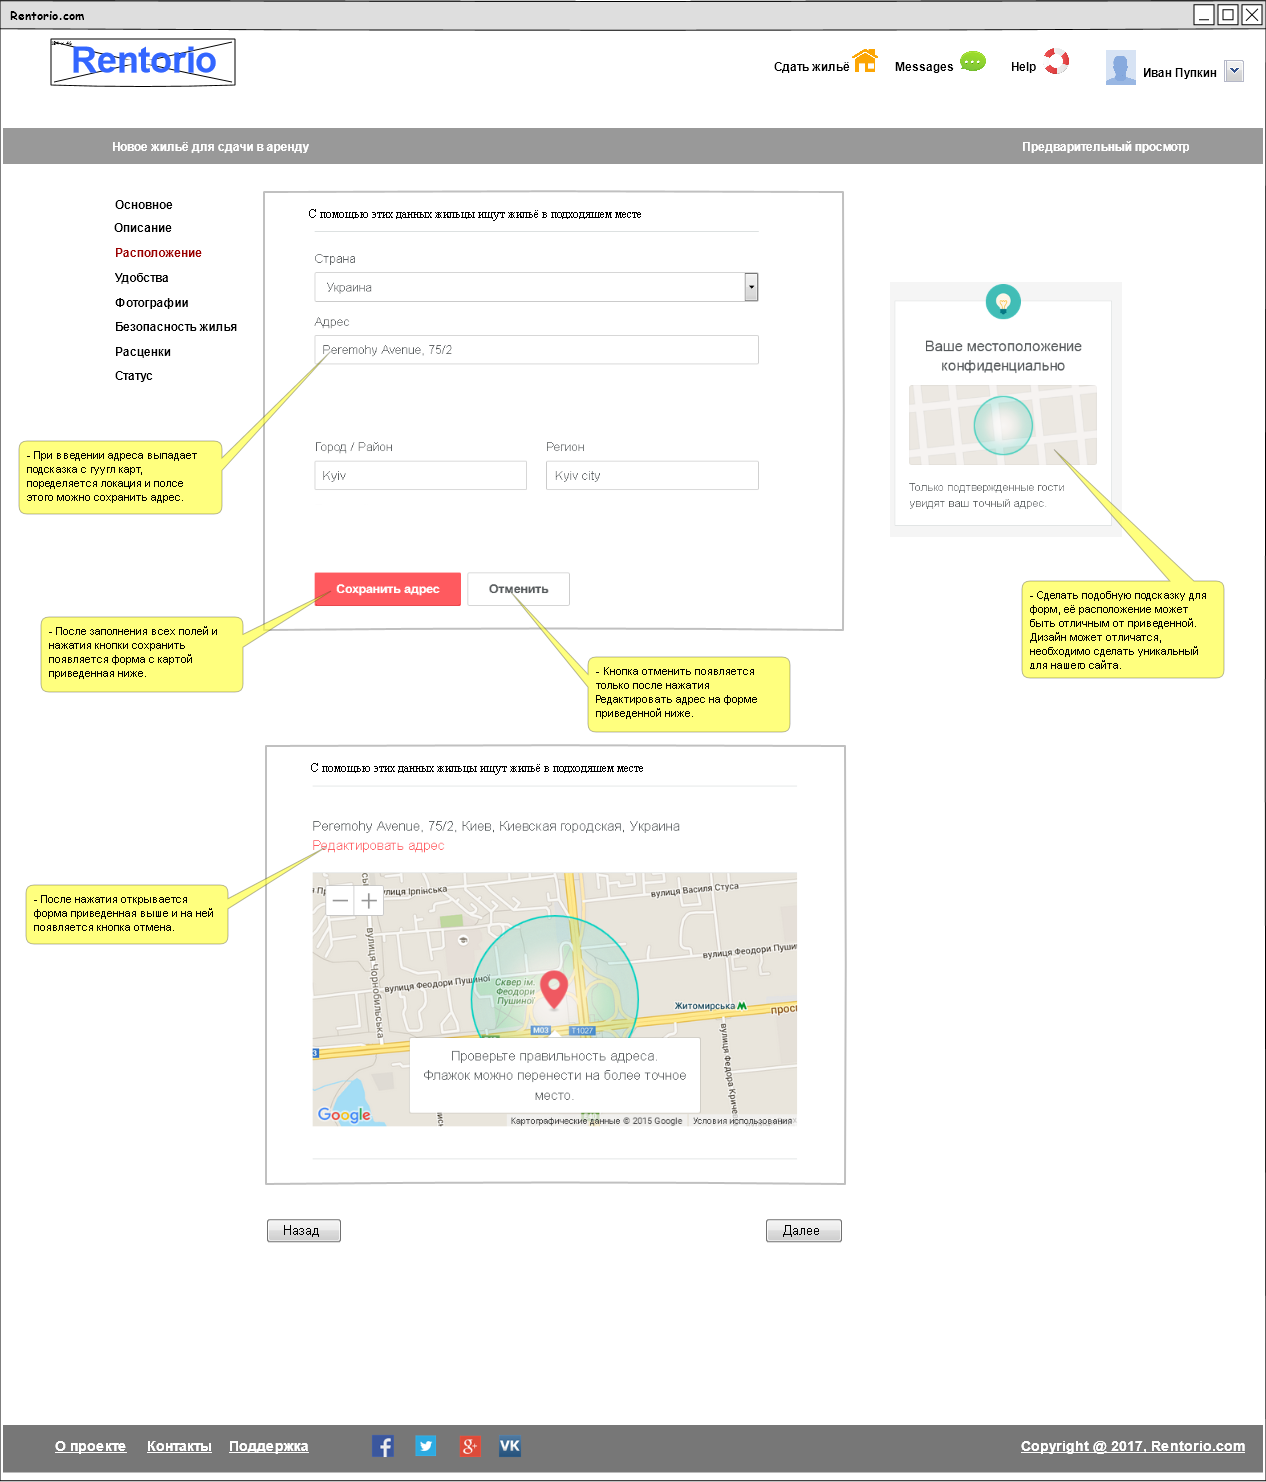 Rentorio.com
Rentorio
Сдать жильё
Messages
Help
Иван Пупкин
Новое жильё для сдачи в аренду
Предварительный просмотр
Основное
Описание
Расположение
Удобства
Фотографии
Безопасность жилья
Расценки
Статус
С помощью этих данных жильцы ищут жильё в подходяшем месте
Страна
Украина
Адрес
Peremohy Avenue, 75/2
Город / Район
Регион
Kyiv
Kyiv city
Сохранить адрес
Отменить
Ваше местоположение
конфиденциально
Только подтвержденные гости
увидят ваш точный адрес.
- При введении адреса выпадает
подсказка с гуугл карт,
поределяется локация и полсе
этого можно сохранить адрес.
- После заполнения всех полей и
нажатия кнопки сохранить
появляется форма с картой
приведенная ниже.
- Кнопка отменить появляется
только после нажатия
Редактировать адрес на форме
приведенной ниже.
- Сделать подобную подсказку для
форм, её расположение может
быть отличным от приведенной.
Дизайн может отличатся,
необходимо сделать уникальный
для нашего сайта.
С помощью этих данных жильцы ищут жильё в подходяшем месте
Peremohy Avenue, 75/2, Киев, Киевская городская, Украина
Редактировать адрес
- После нажатия открывается
форма приведенная выше и на ней
появляется кнопка отмена.
вулиця Ірпінська
вулиця Василя Стуса
вулиця Чорнобильська
вулиця Феодори Пушиної
вулиця Феодори Пушиної
Сквер ім.
Феодори
Пушиної
Житомирська
прос
M03
T1027
вулиця Федора Кричев
Проверьте правильность адреса.
Флажок можно перенести на более точное
место.
Google
Картографические данные © 2015 Google
Условия использования
Назад
Далее
О проекте
Контакты
Поддержка
Copyright @ 2017, Rentorio.com